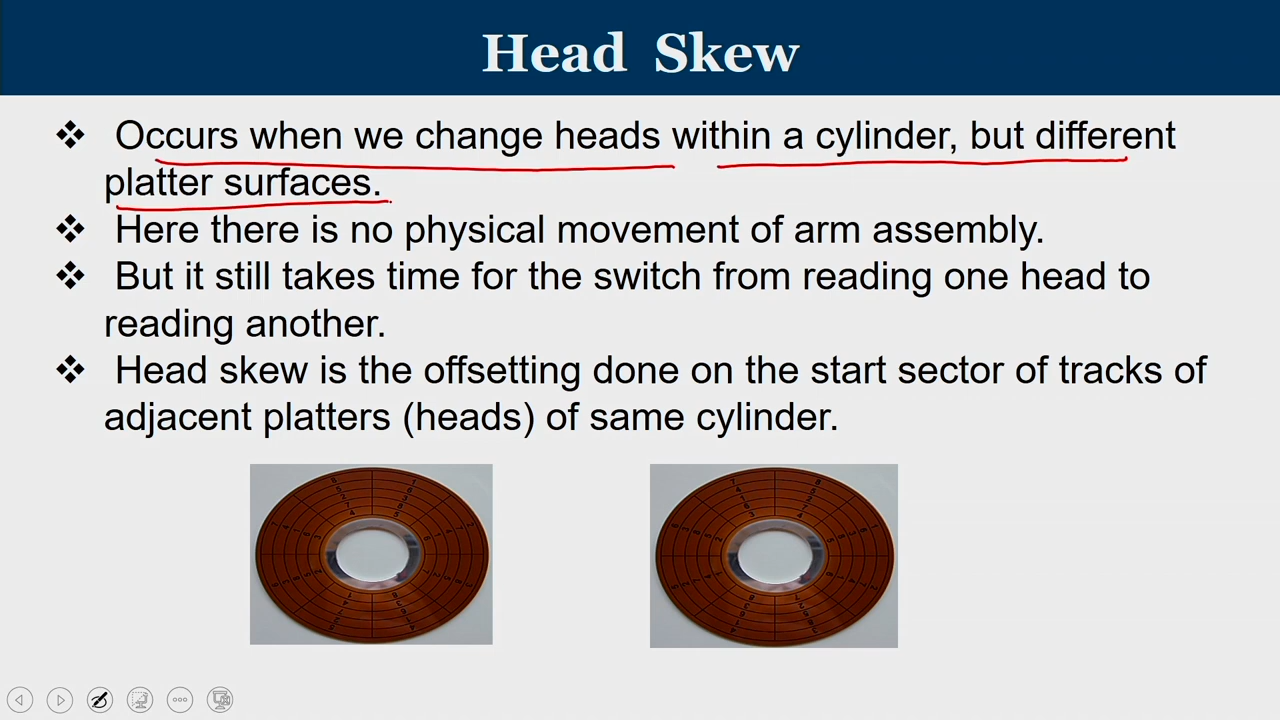 Head Skew
❖ Occurs when we change heads within a cylinder, but different
platter surfaces.
❖ Here there is no physical movement of arm assembly.
❖ But it still takes time for the switch from reading one head to
reading another.
❖ Head skew is the offsetting done on the start sector of tracks of
adjacent platters (heads) of same cylinder.